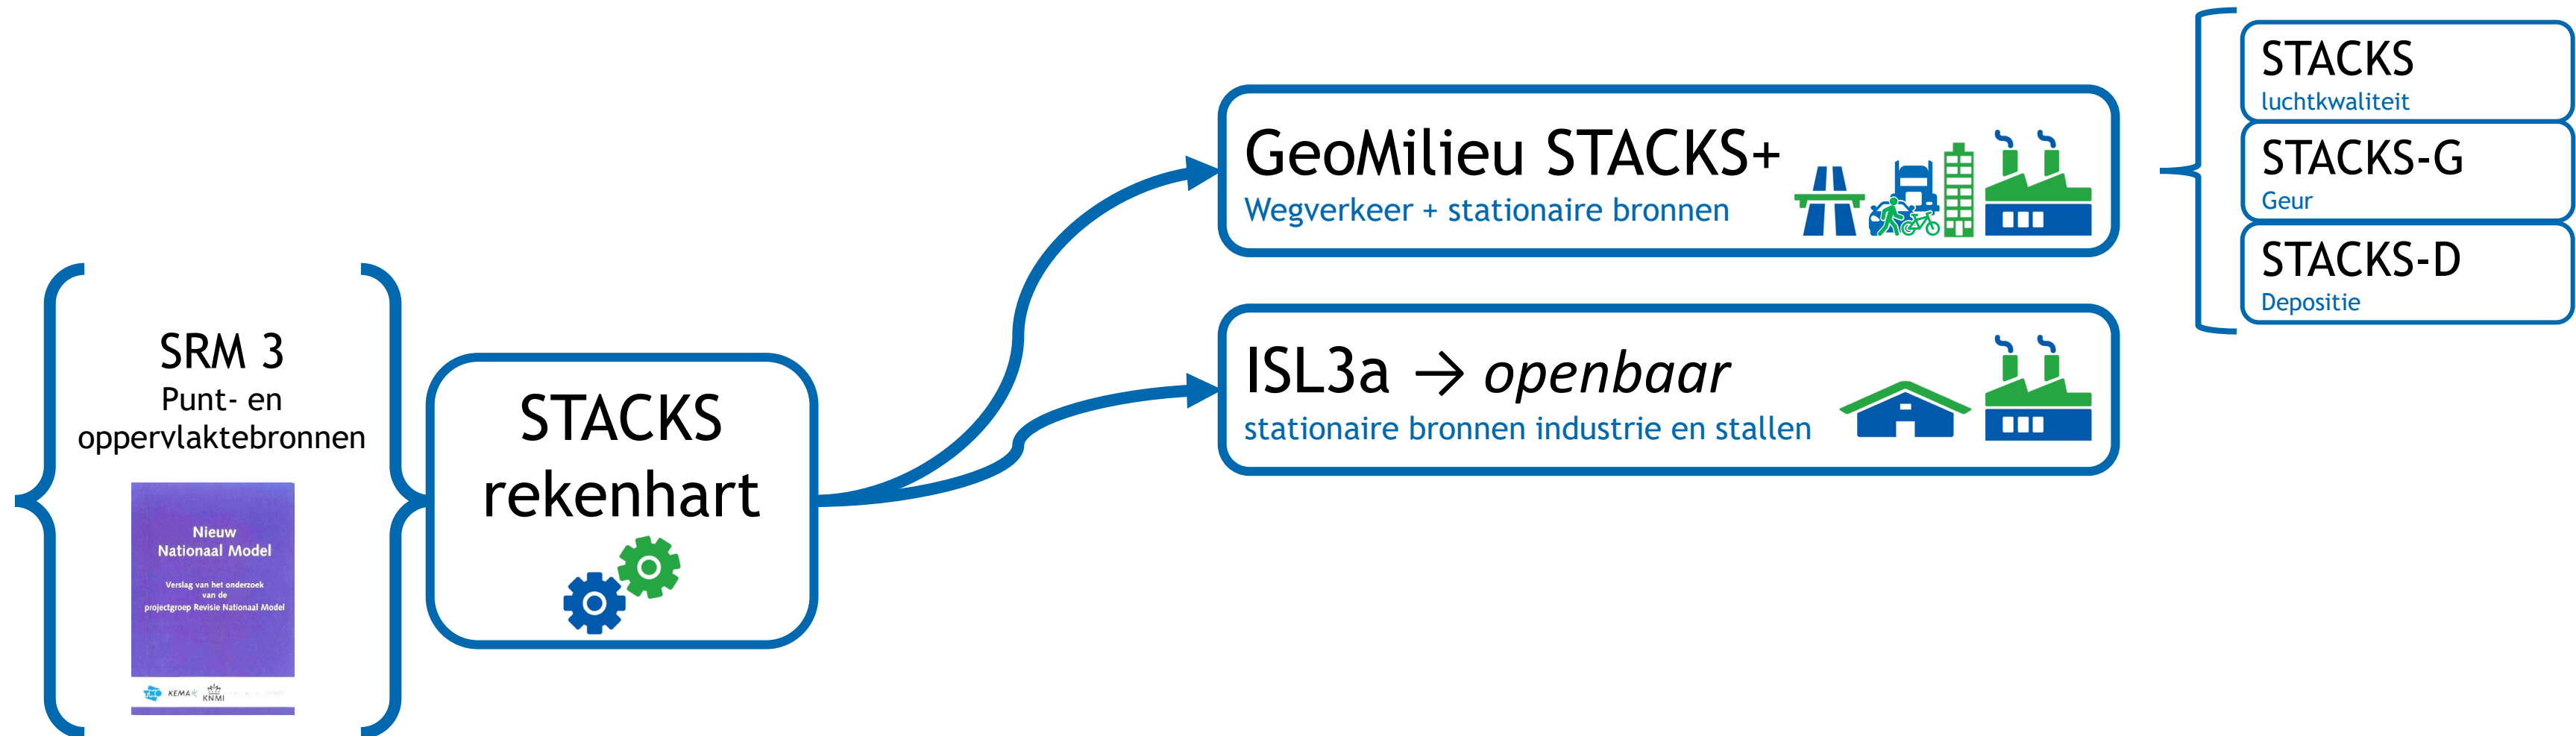 SRM 3
Punt- en
oppervlaktebronnen
Nieuw
Nationaal Model
Verslag van het onderzoek
van de
projectgroep Revisie Nationaal Model
TNO KEMA KNMI
STACKS
rekenhart
GeoMilieu STACKS+
Wegverkeer + stationaire bronnen
ISL3a → openbaar
stationaire bronnen industrie en stallen
STACKS
luchtkwaliteit
STACKS-G
Geur
STACKS-D
Depositie